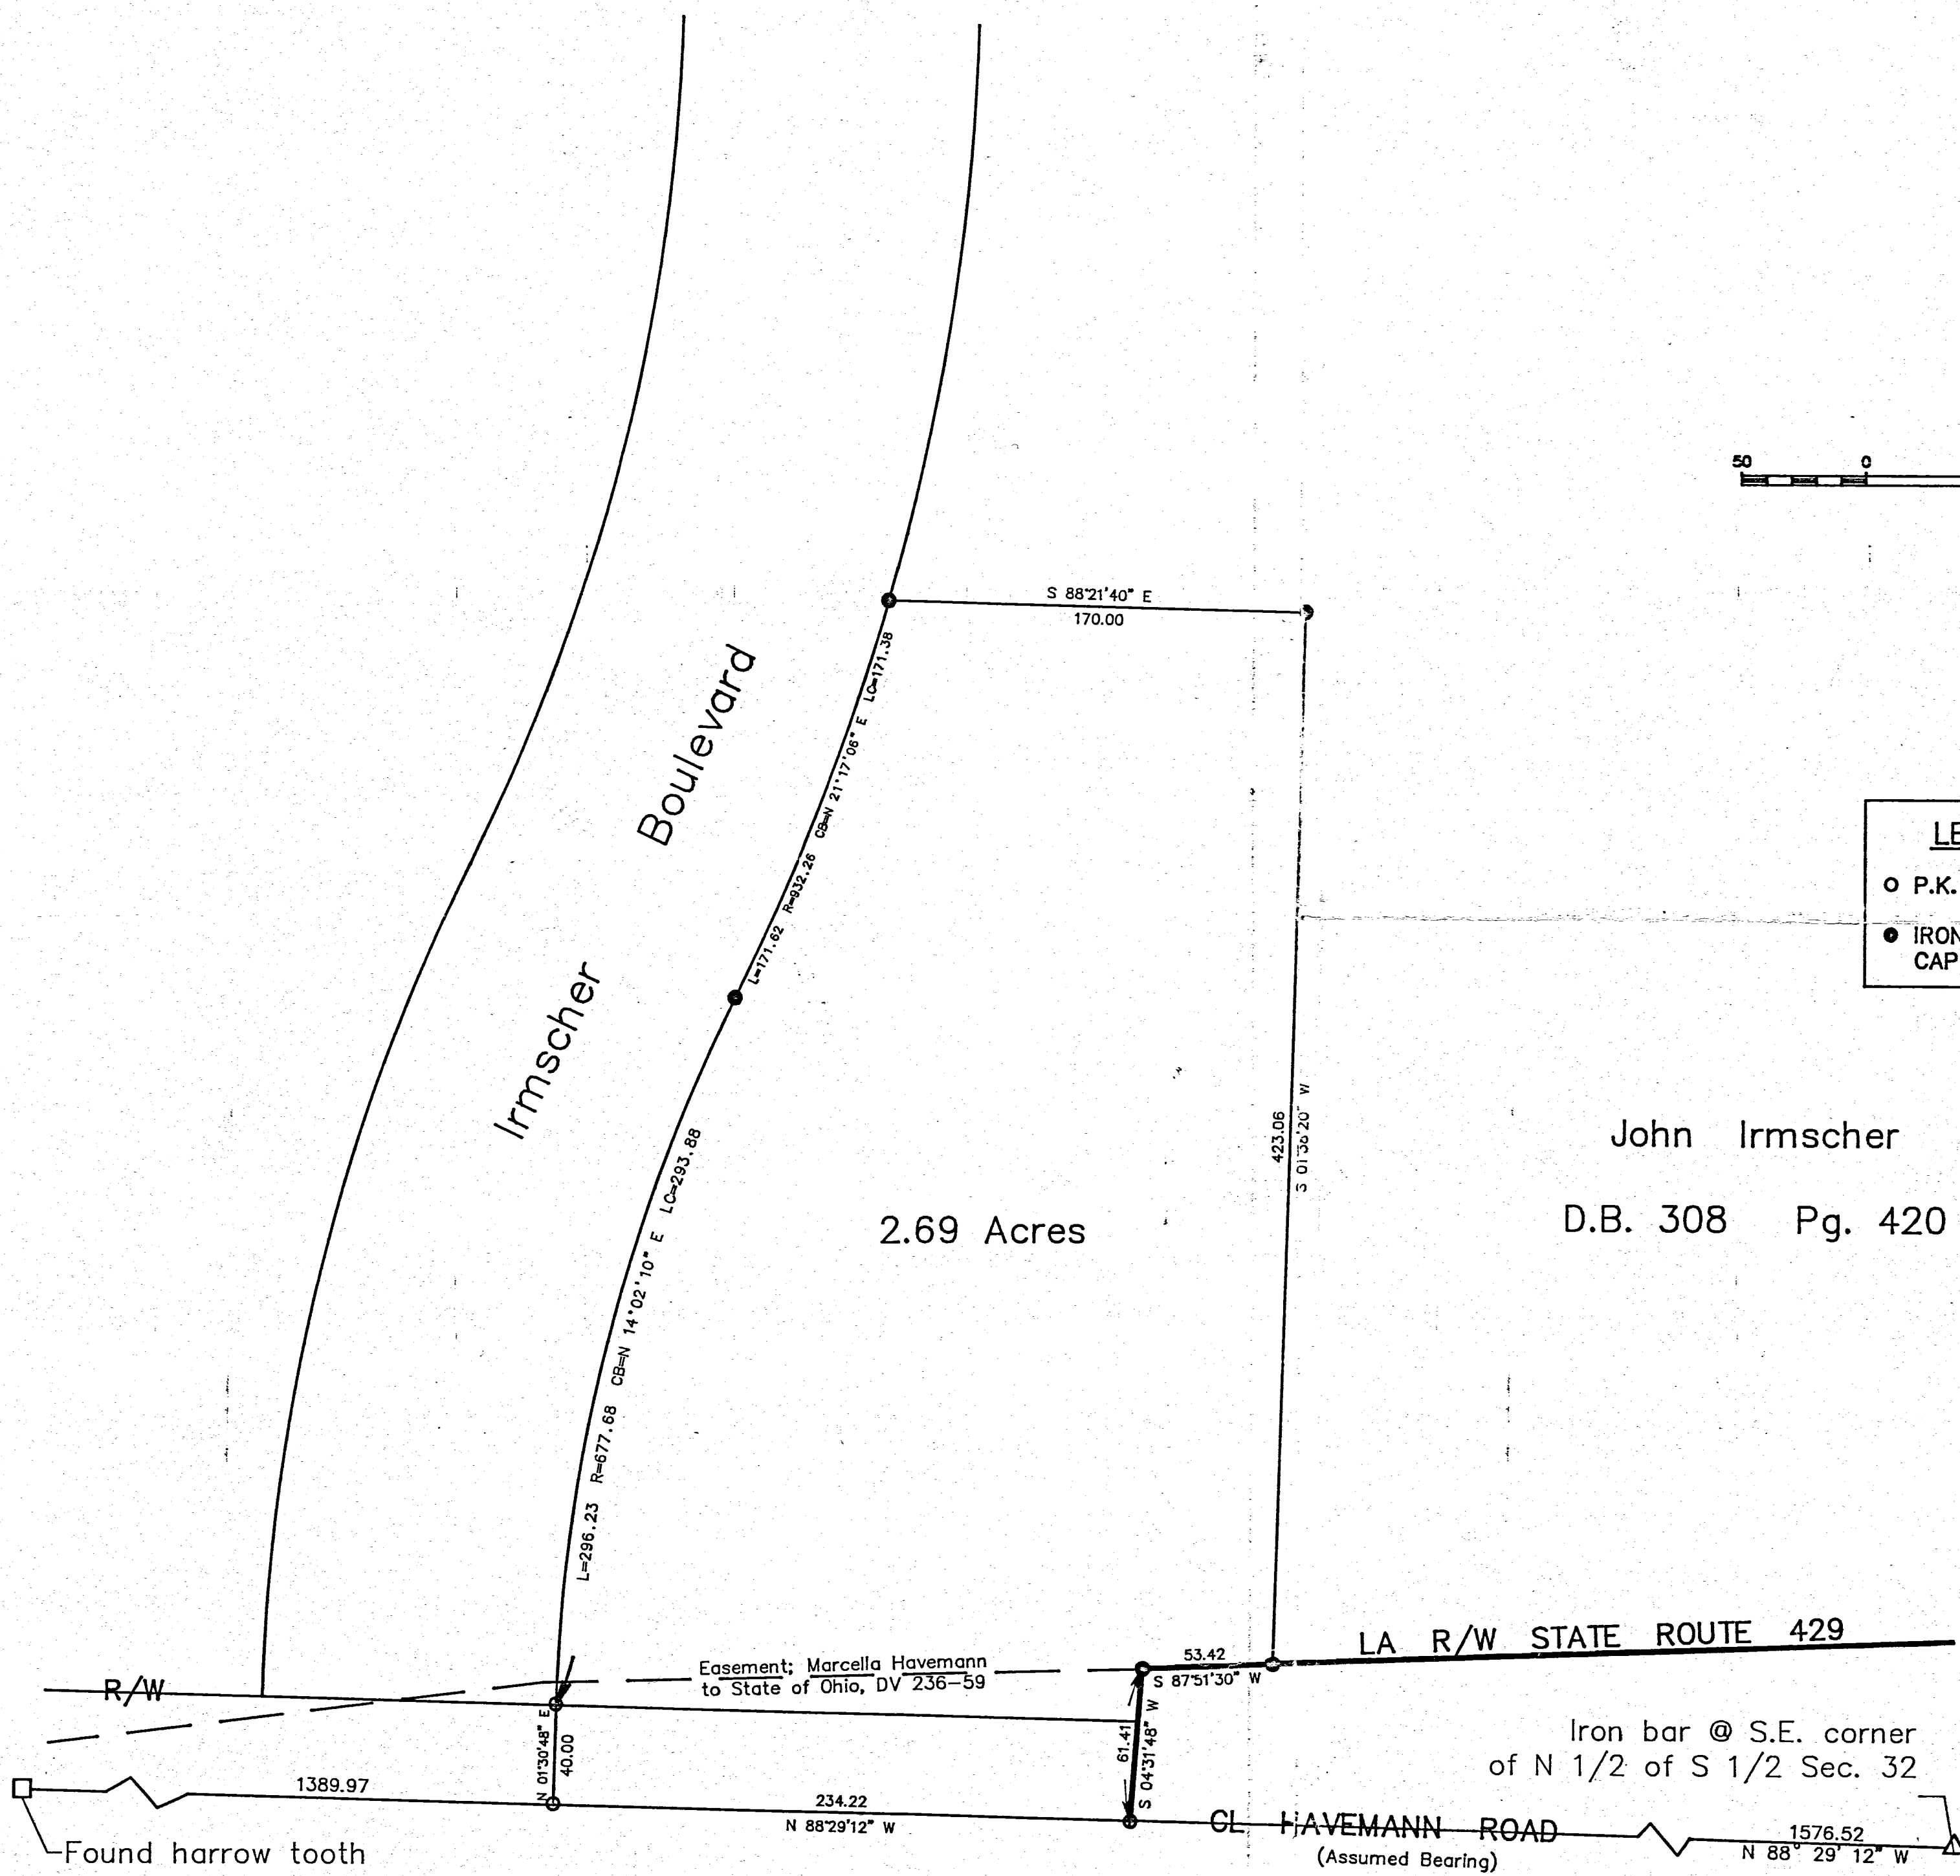 50 0
S 88°21'40" E
170.00
Boulevard
Irmscher
L=171.62 R=932.26 CB=N 21°17'06" E LC=171.38
L=296.23 R=677.68 CB=N 14°02'10" E LC=293.88
423.06
LE
P.K.
IRON
CAP
John Irmscher
D.B. 308 Pg. 420
2.69 Acres
LA R/W STATE ROUTE 429
53.42
S 87°51'30" W
Easement; Marcella Havemann
to State of Ohio, DV 236-59
R/W
N 01°30'48" E
40.00
61.41
S 04°31'48" W
Iron bar @ S.E. corner
of N 1/2 of S 1/2 Sec. 32
1389.97
234.22
N 88°29'12" W
CL HAVEMANN ROAD
(Assumed Bearing)
1576.52
N 88° 29' 12" W
Found harrow tooth